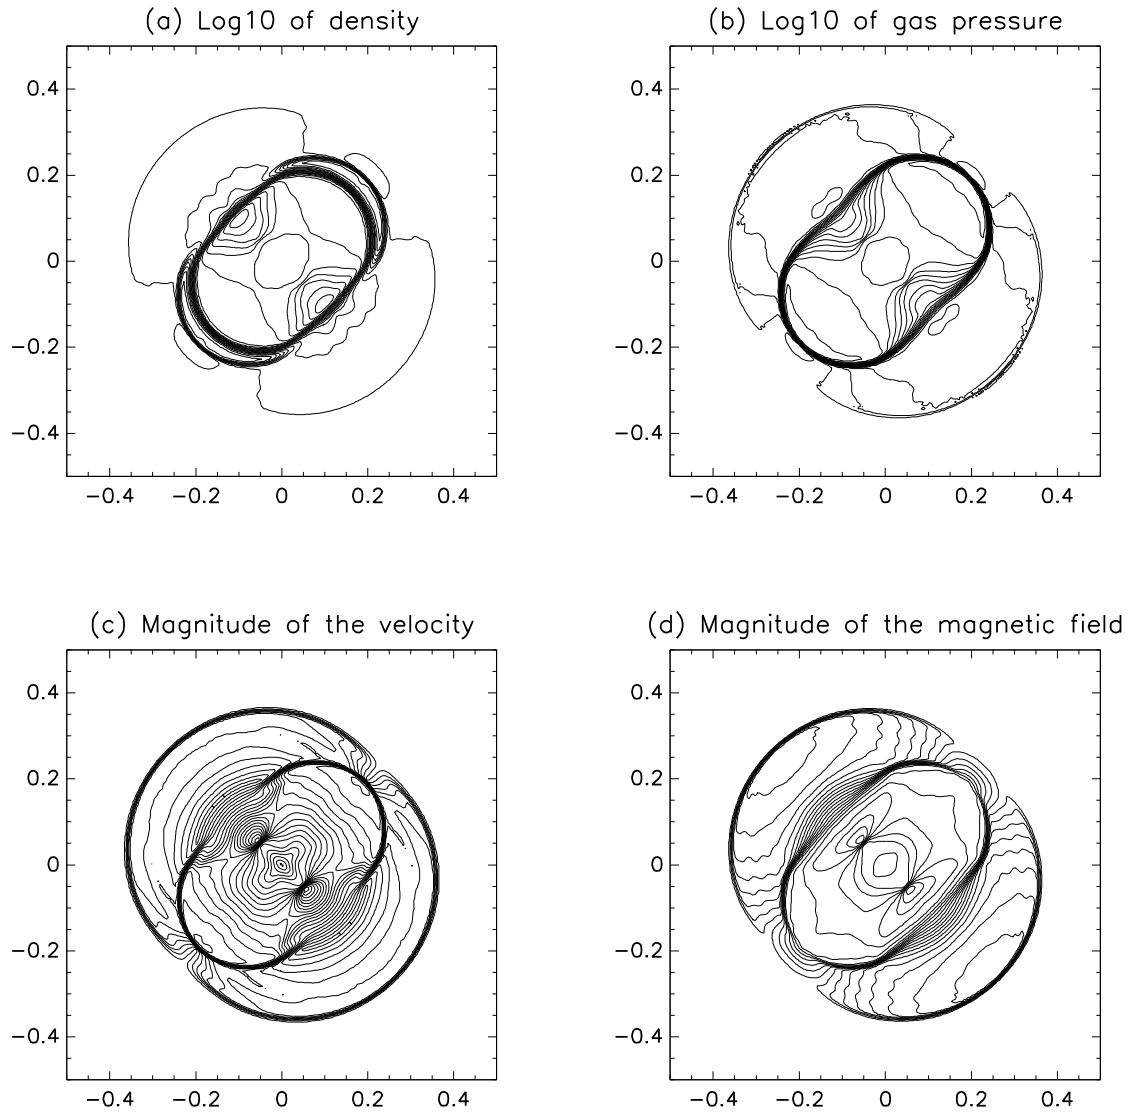 (a) Log10 of density (b) Log10 of gas pressure
0.4 0.4
0.2 0.2
0 0
−0.2 −0.2
−0.4 −0.4
−0.4 −0.2 0 0.2 0.4 −0.4 −0.2 0 0.2 0.4
(c) Magnitude of the velocity (d) Magnitude of the magnetic field
0.4 0.4
0.2 0.2
0 0
−0.2 −0.2
−0.4 −0.4
−0.4 −0.2 0 0.2 0.4 −0.4 −0.2 0 0.2 0.4